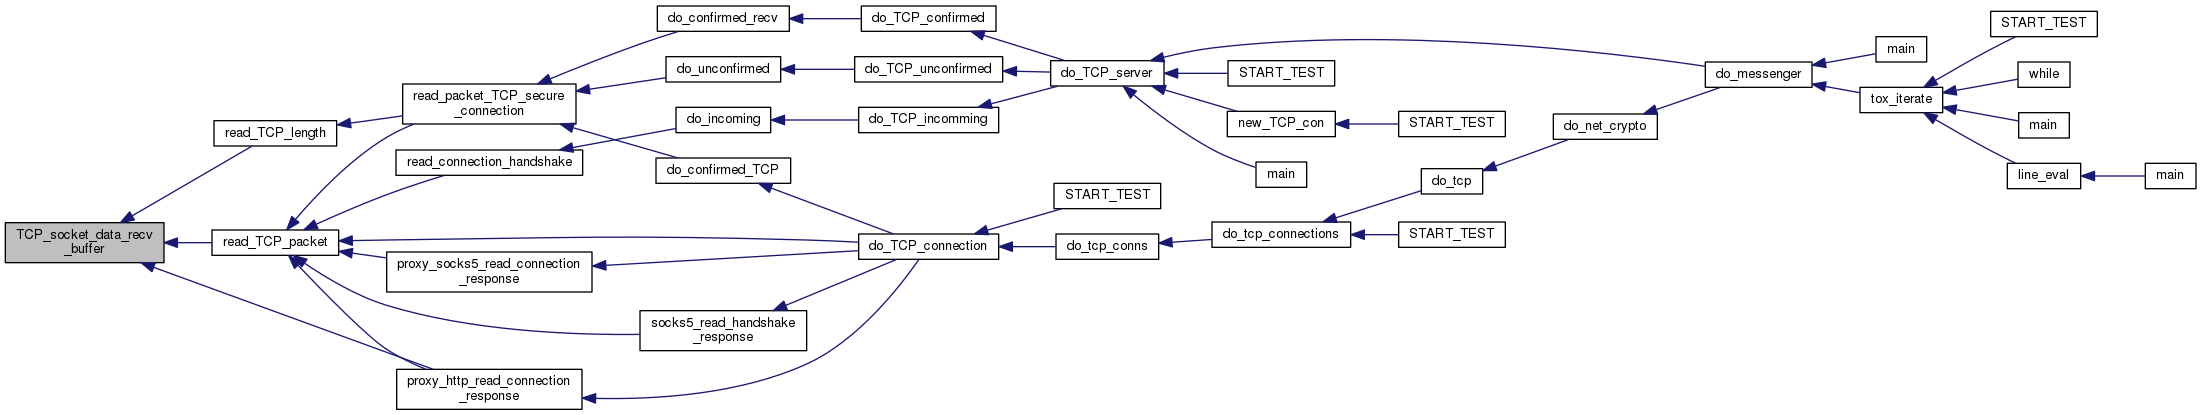 TCP_socket_data_recv
_buffer
read_TCP_length
read_TCP_packet
read_packet_TCP_secure
_connection
read_connection_handshake
proxy_socks5_read_connection
_response
proxy_http_read_connection
_response
do_confirmed_recv
do_unconfirmed
do_incoming
do_confirmed_TCP
socks5_read_handshake
_response
do_TCP_confirmed
do_TCP_unconfirmed
do_TCP_incomming
do_TCP_connection
do_TCP_server
START_TEST
do_tcp_conns
START_TEST
new_TCP_con
main
do_tcp_connections
START_TEST
do_tcp
START_TEST
do_net_crypto
do_messenger
main
tox_iterate
START_TEST
while
main
line_eval
main